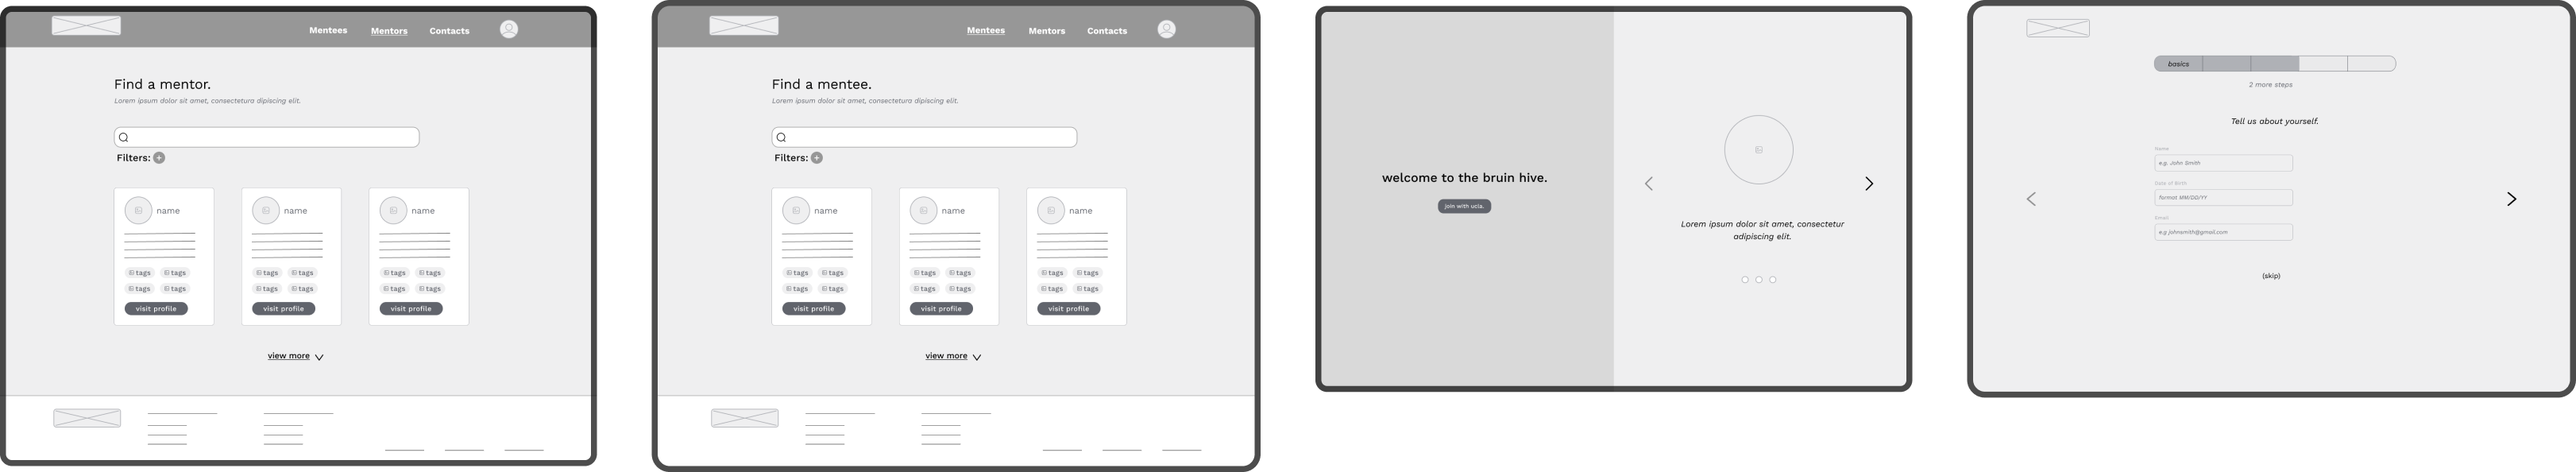 Mentees Mentors Contacts
Find a mentor.
Lorem ipsum dolor sit amet, consectetura dipiscing elit.
Filters: +
name name name
tags tags tags tags tags tags
tags tags tags tags tags tags
visit profile visit profile visit profile
view more
Mentees Mentors Contacts
Find a mentee.
Lorem ipsum dolor sit amet, consectetura dipiscing elit.
Filters: +
name name name
tags tags tags tags tags tags
tags tags tags tags tags tags
visit profile visit profile visit profile
view more
welcome to the bruin hive.
join with ucla.
Lorem ipsum dolor sit amet, consectetur
adipiscing elit.
basics
2 more steps
Tell us about yourself.
Name
e.g. John Smith
Date of Birth
format MM/DD/YY
Email
e.g johnsmith@gmail.com
(skip)